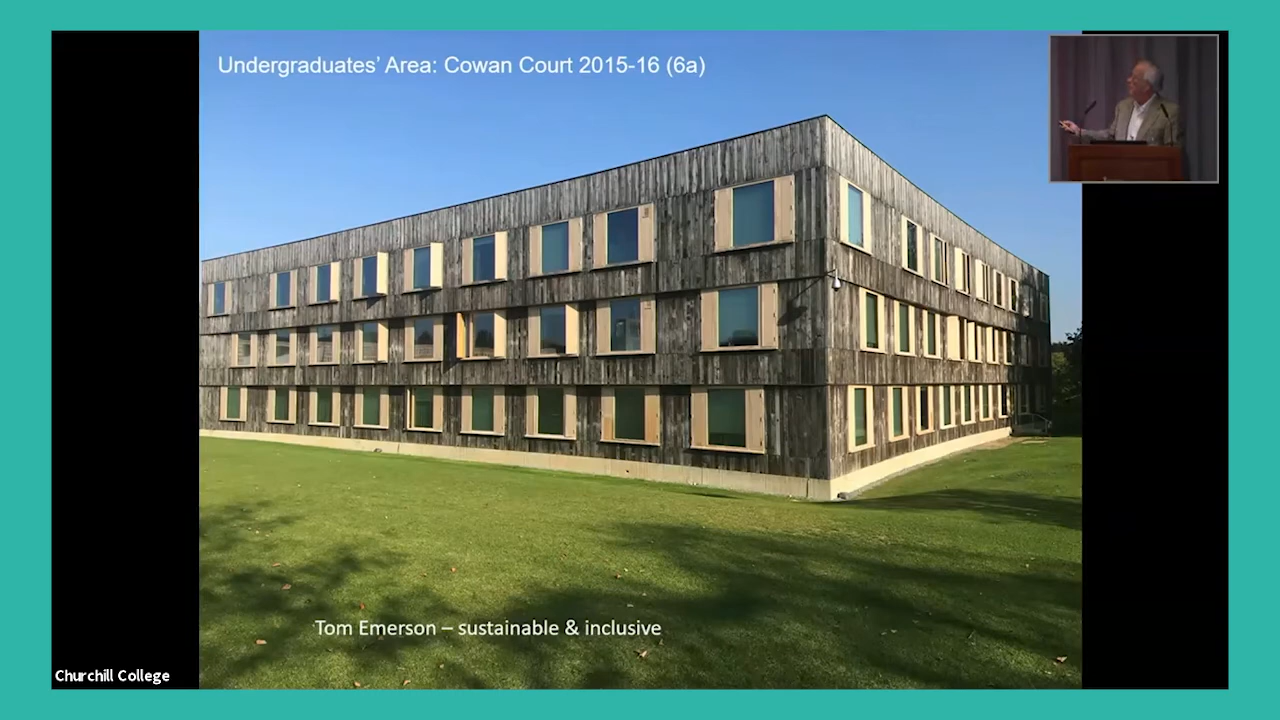 Undergraduates' Area: Cowan Court 2015-16 (6a)
Tom Emerson – sustainable & inclusive
Churchill College